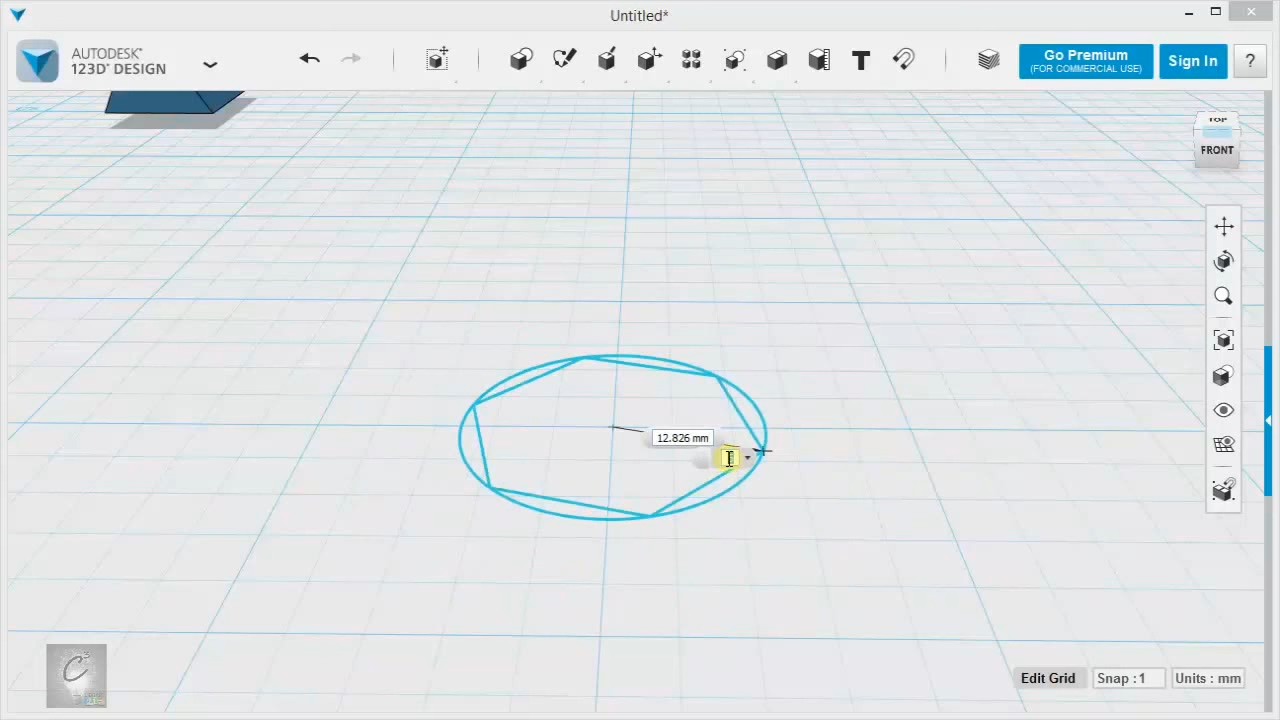 Untitled*
AUTODESK®
123D® DESIGN
T
Go Premium
(FOR COMMERCIAL USE)
Sign In
?
TOP
FRONT
12.826 mm
C³
Edit Grid
Snap : 1
Units : mm